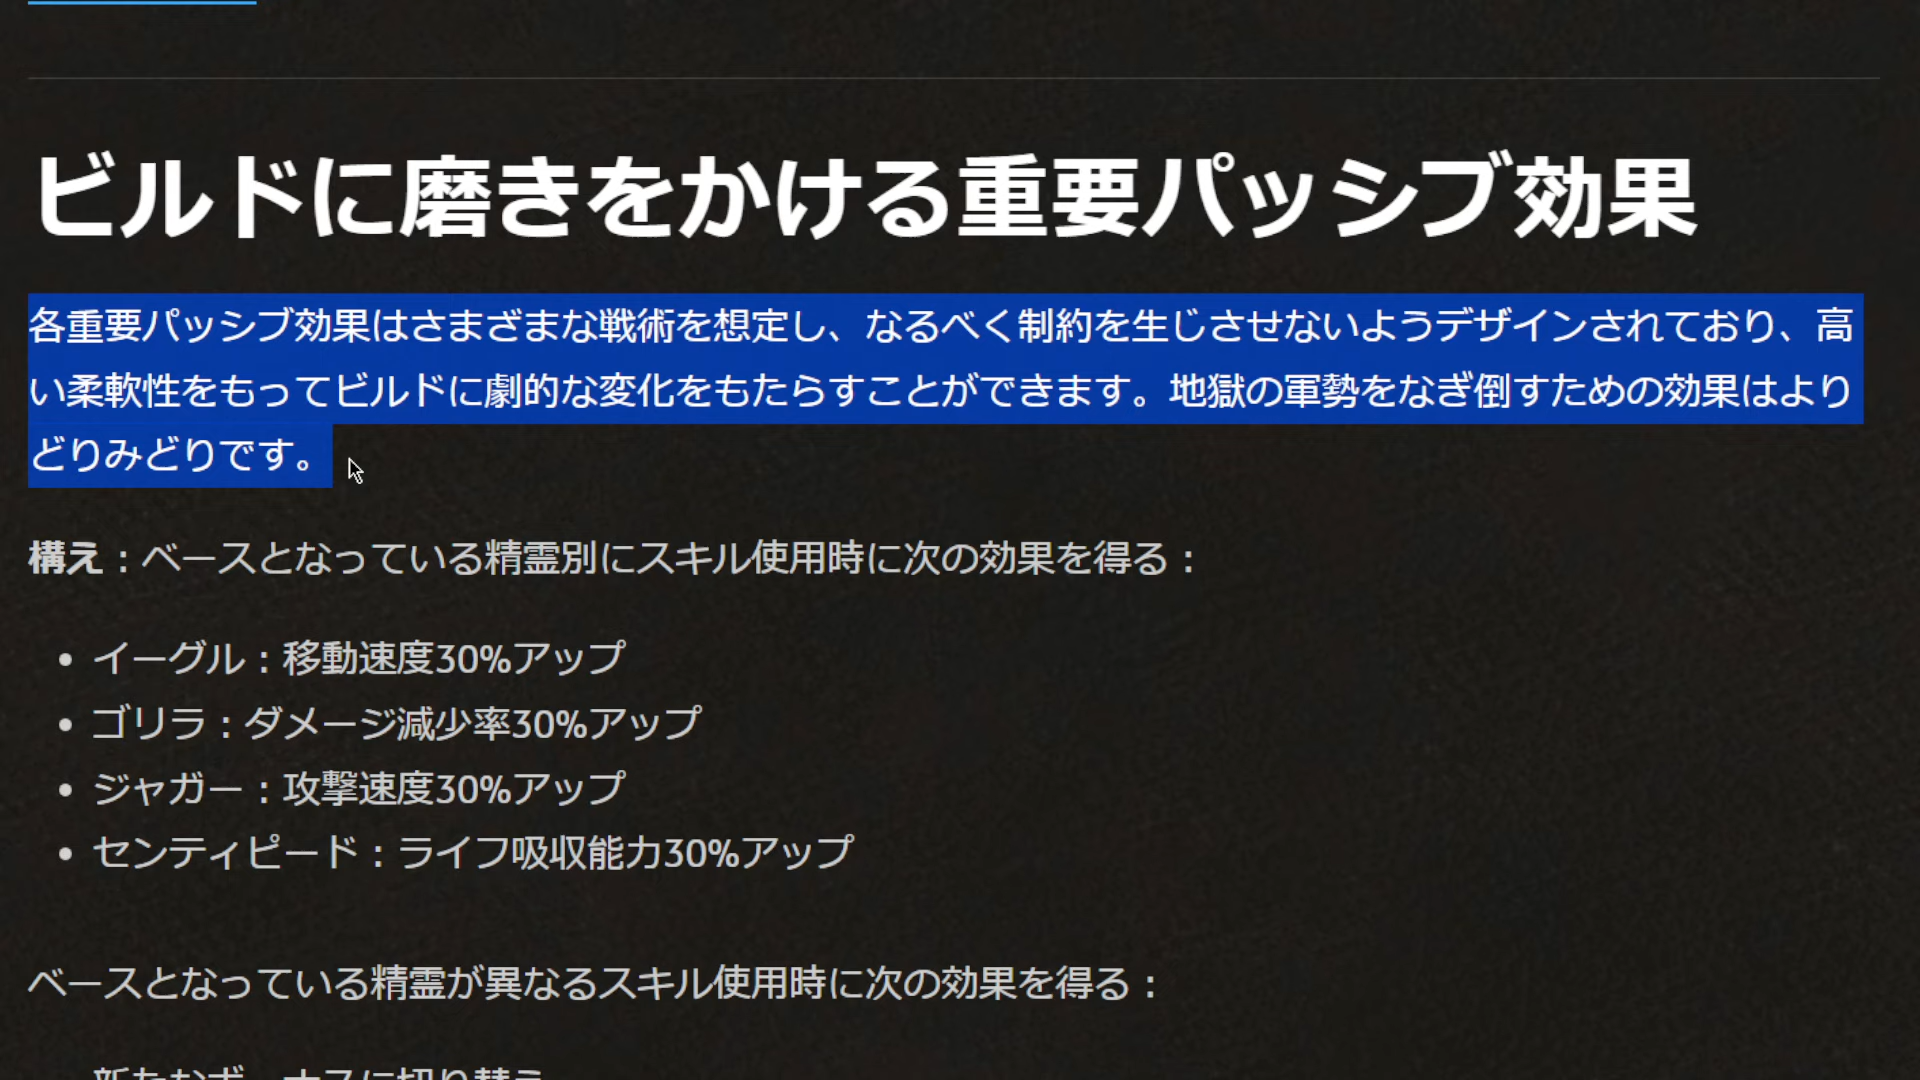 ビルドに磨きをかける重要パッシブ効果
各重要パッシブ効果はさまざまな戦術を想定し、なるべく制約を生じさせないようデザインされており、高
い柔軟性をもってビルドに劇的な変化をもたらすことができます。地獄の軍勢をなぎ倒すための効果はより
どりみどりです。
構え：ベースとなっている精霊別にスキル使用時に次の効果を得る：
• イーグル：移動速度30%アップ
• ゴリラ：ダメージ減少率30%アップ
• ジャガー：攻撃速度30%アップ
• センティピード：ライフ吸収能力30%アップ
ベースとなっている精霊が異なるスキル使用時に次の効果を得る：
新たなボーナスに切り替え